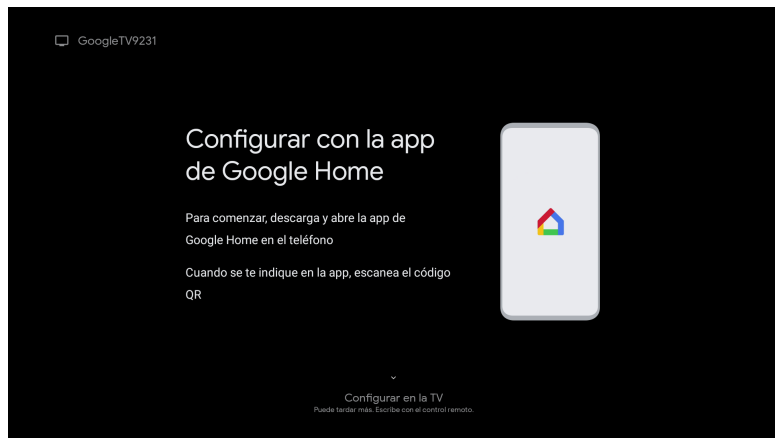 GoogleTV9231
Configurar con la app
de Google Home
Para comenzar, descarga y abre la app de
Google Home en el teléfono
Cuando se te indique en la app, escanea el código
QR
Configurar en la TV
Puede tardar más. Escribe con el control remoto.